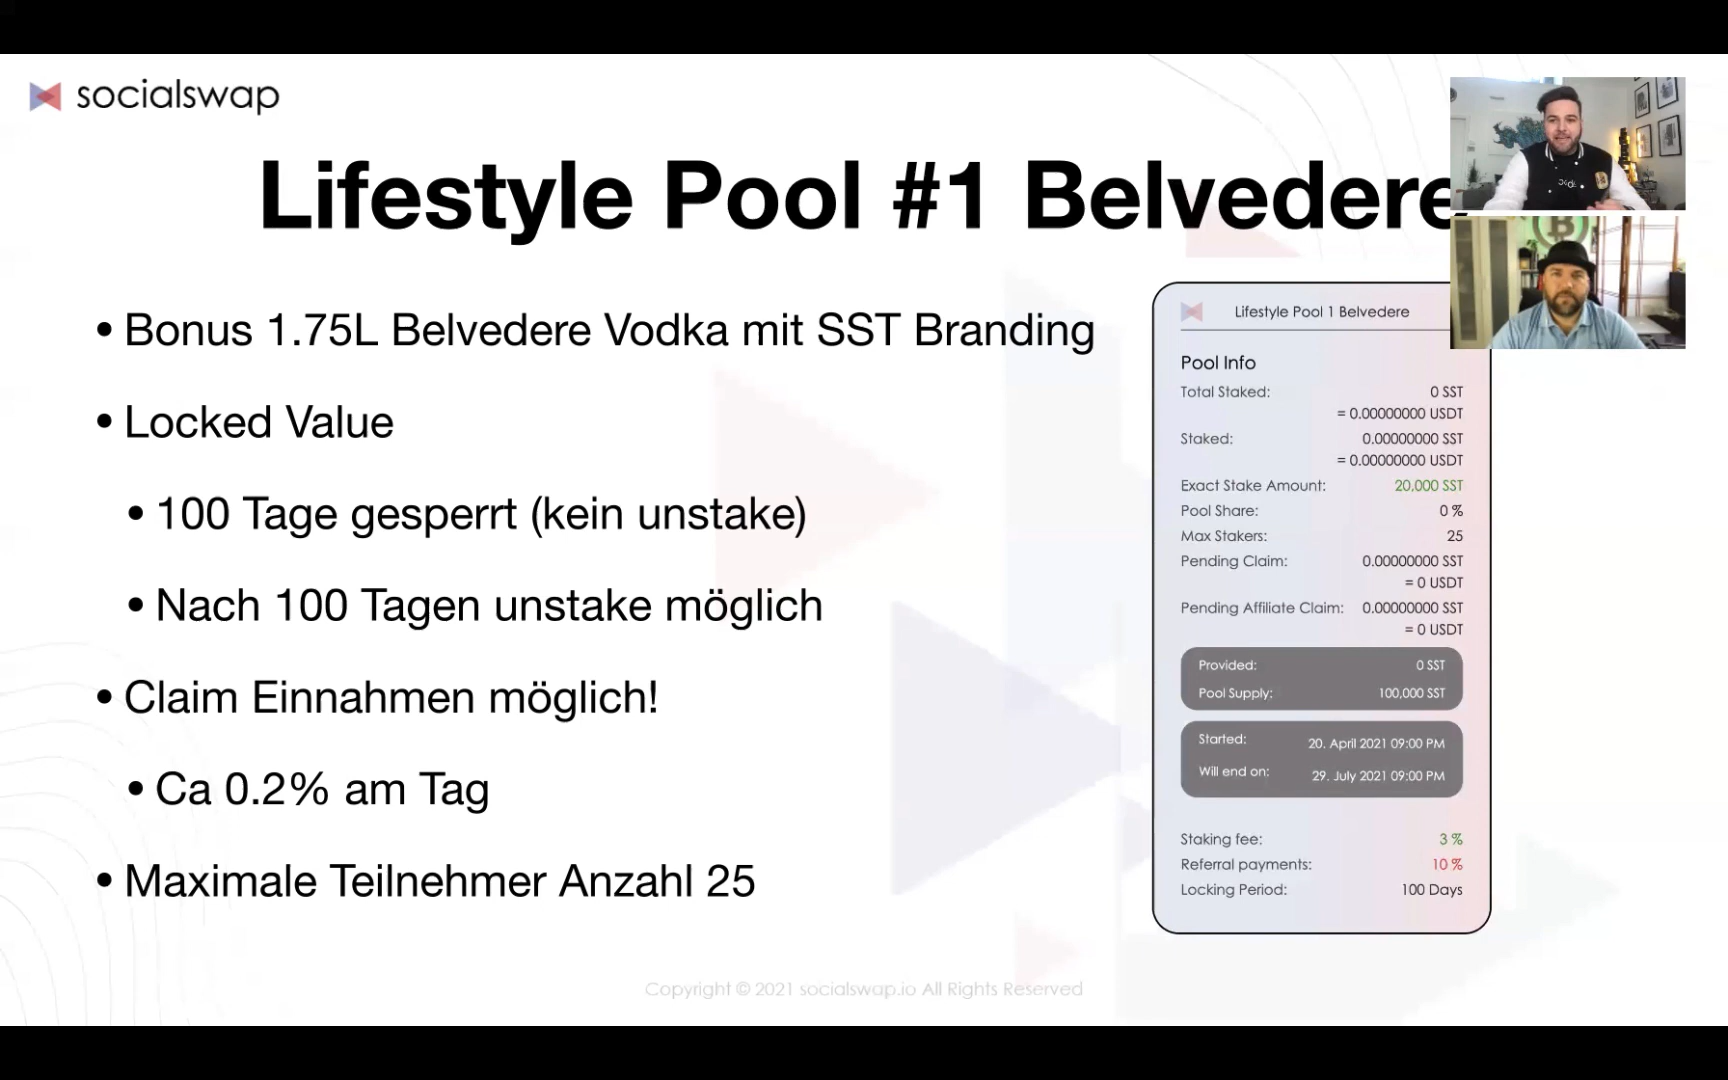 socialswap
Lifestyle Pool #1 Belvedere
• Bonus 1.75L Belvedere Vodka mit SST Branding
• Locked Value
• 100 Tage gesperrt (kein unstake)
• Nach 100 Tagen unstake möglich
• Claim Einnahmen möglich!
• Ca 0.2% am Tag
• Maximale Teilnehmer Anzahl 25
Lifestyle Pool 1 Belvedere
Pool Info
Total Staked: 0 SST
= 0.00000000 USDT
Staked: 0.00000000 SST
= 0.00000000 USDT
Exact Stake Amount: 20,000 SST
Pool Share: 0 %
Max Stakers: 25
Pending Claim: 0.00000000 SST
= 0 USDT
Pending Affiliate Claim: 0.00000000 SST
= 0 USDT
Provided: 0 SST
Pool Supply: 100,000 SST
Started: 20. April 2021 09:00 PM
Will end on: 29. July 2021 09:00 PM
Staking fee: 3 %
Referral payments: 10 %
Locking Period: 100 Days
Copyright © 2021 socialswap.io All Rights Reserved